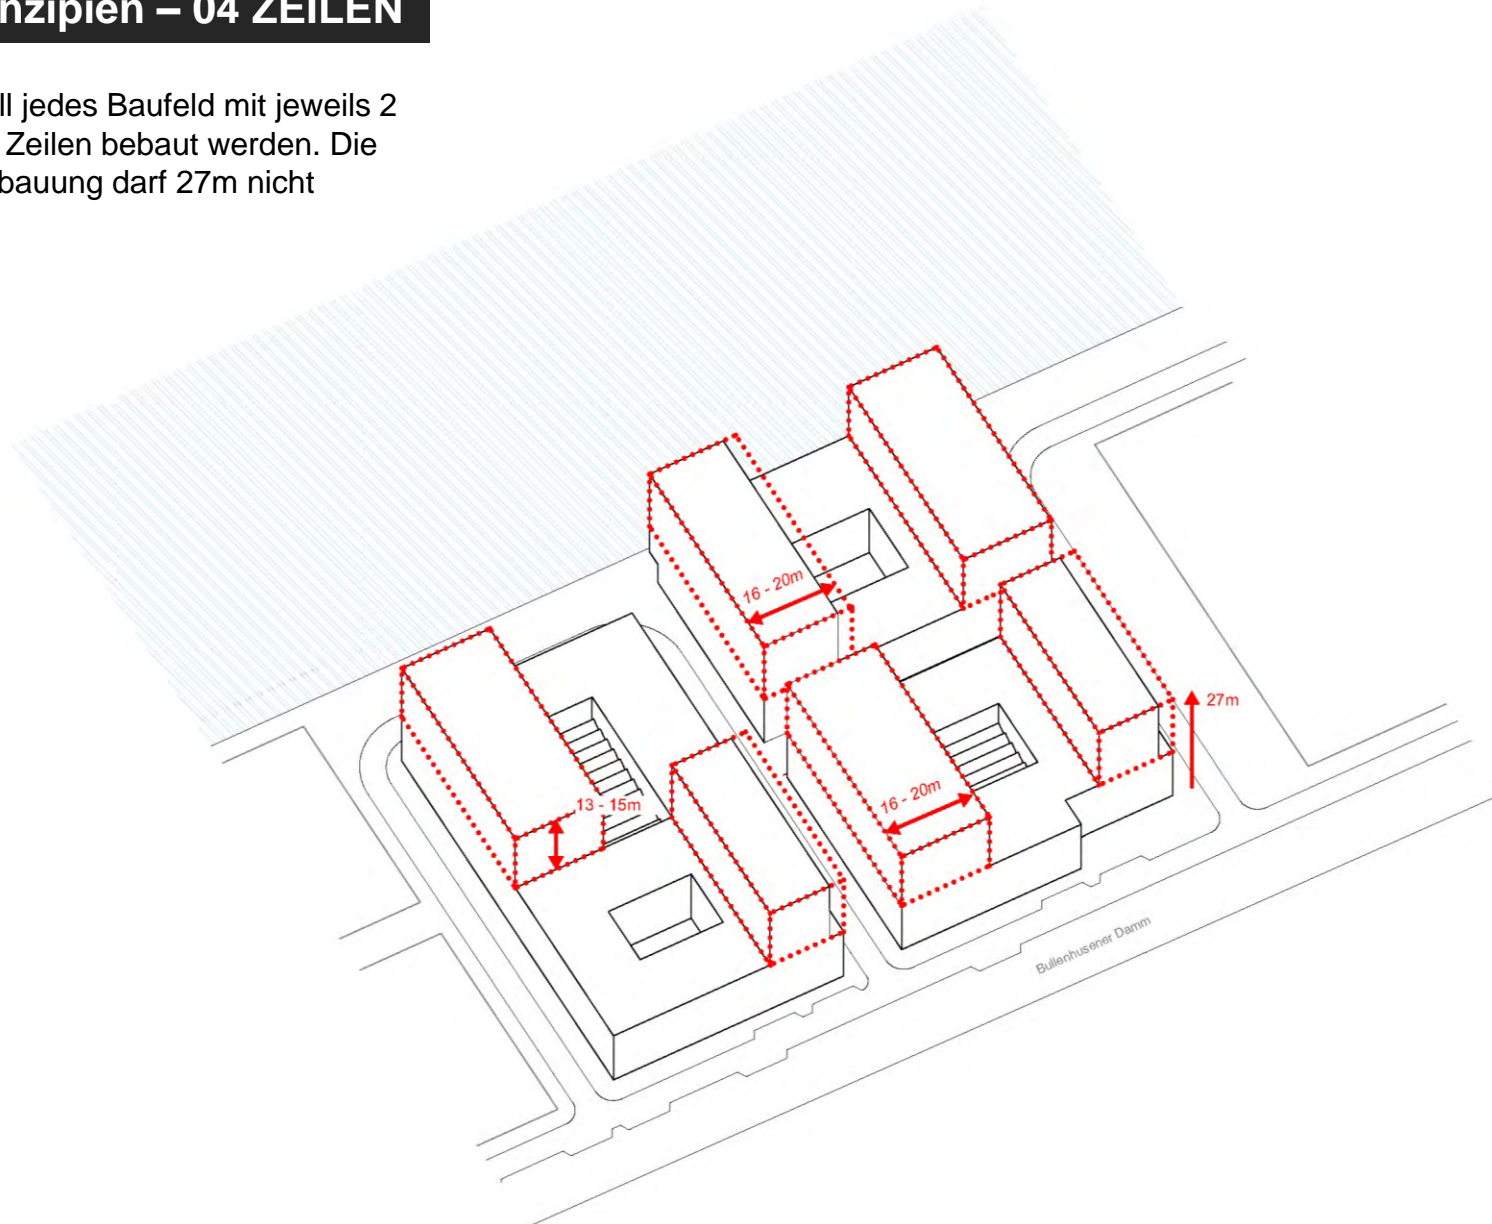 nzipien – 04 ZEILEN
ll jedes Baufeld mit jeweils 2
Zeilen bebaut werden. Die
bauung darf 27m nicht
16 - 20m
27m
13 - 15m
16 - 20m
Bullenhusener Damm